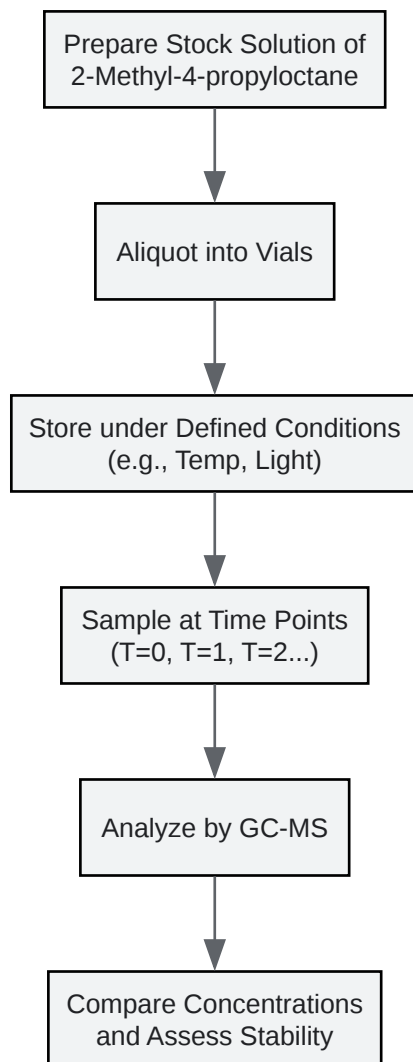 Prepare Stock Solution of
2-Methyl-4-propyloctane
Aliquot into Vials
Store under Defined Conditions
(e.g., Temp, Light)
Sample at Time Points
(T=0, T=1, T=2...)
Analyze by GC-MS
Compare Concentrations
and Assess Stability